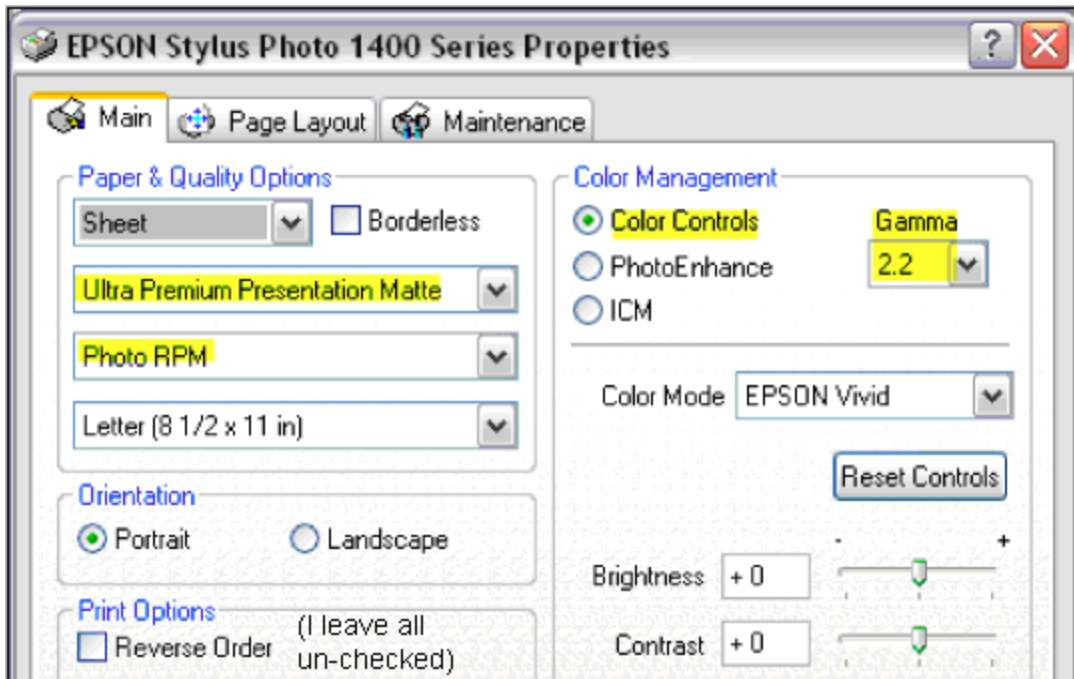 EPSON Stylus Photo 1400 Series Properties
Main
Page Layout
Maintenance
Paper & Quality Options
Sheet
Borderless
Ultra Premium Presentation Matte
Photo RPM
Letter (8 1/2 x 11 in)
Orientation
Portrait
Landscape
Print Options
Reverse Order
(I leave all
un-checked)
Color Management
Color Controls
Gamma
PhotoEnhance
2.2
ICM
Color Mode
EPSON Vivid
Reset Controls
- +
Brightness
+ 0
Contrast
+ 0